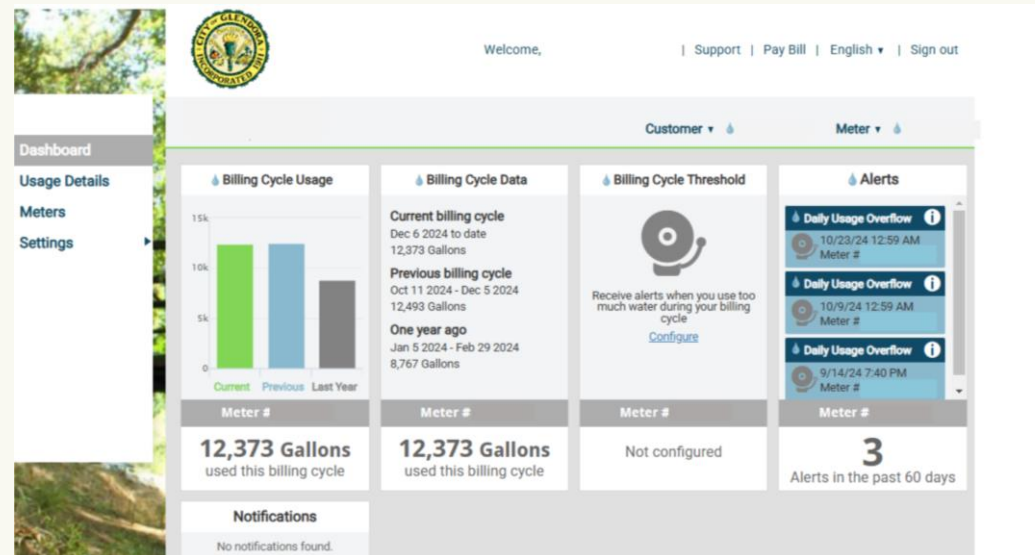 CITY OF GLENDORA
INCORPORATED 1911
Welcome,
| Support | Pay Bill | English ▾ | Sign out
Customer ▾
Meter ▾
Dashboard
Usage Details
Meters
Settings
Billing Cycle Usage
15k
10k
5k
0
Current Previous Last Year
Meter #
12,373 Gallons
used this billing cycle
Billing Cycle Data
Current billing cycle
Dec 6 2024 to date
12,373 Gallons
Previous billing cycle
Oct 11 2024 - Dec 5 2024
12,493 Gallons
One year ago
Jan 5 2024 - Feb 29 2024
8,767 Gallons
Meter #
12,373 Gallons
used this billing cycle
Billing Cycle Threshold
Receive alerts when you use too
much water during your billing
cycle
Configure
Meter #
Not configured
Alerts
Daily Usage Overflow
10/23/24 12:59 AM
Meter #
Daily Usage Overflow
10/9/24 12:59 AM
Meter #
Daily Usage Overflow
9/14/24 7:40 PM
Meter #
Meter #
3
Alerts in the past 60 days
Notifications
No notifications found.